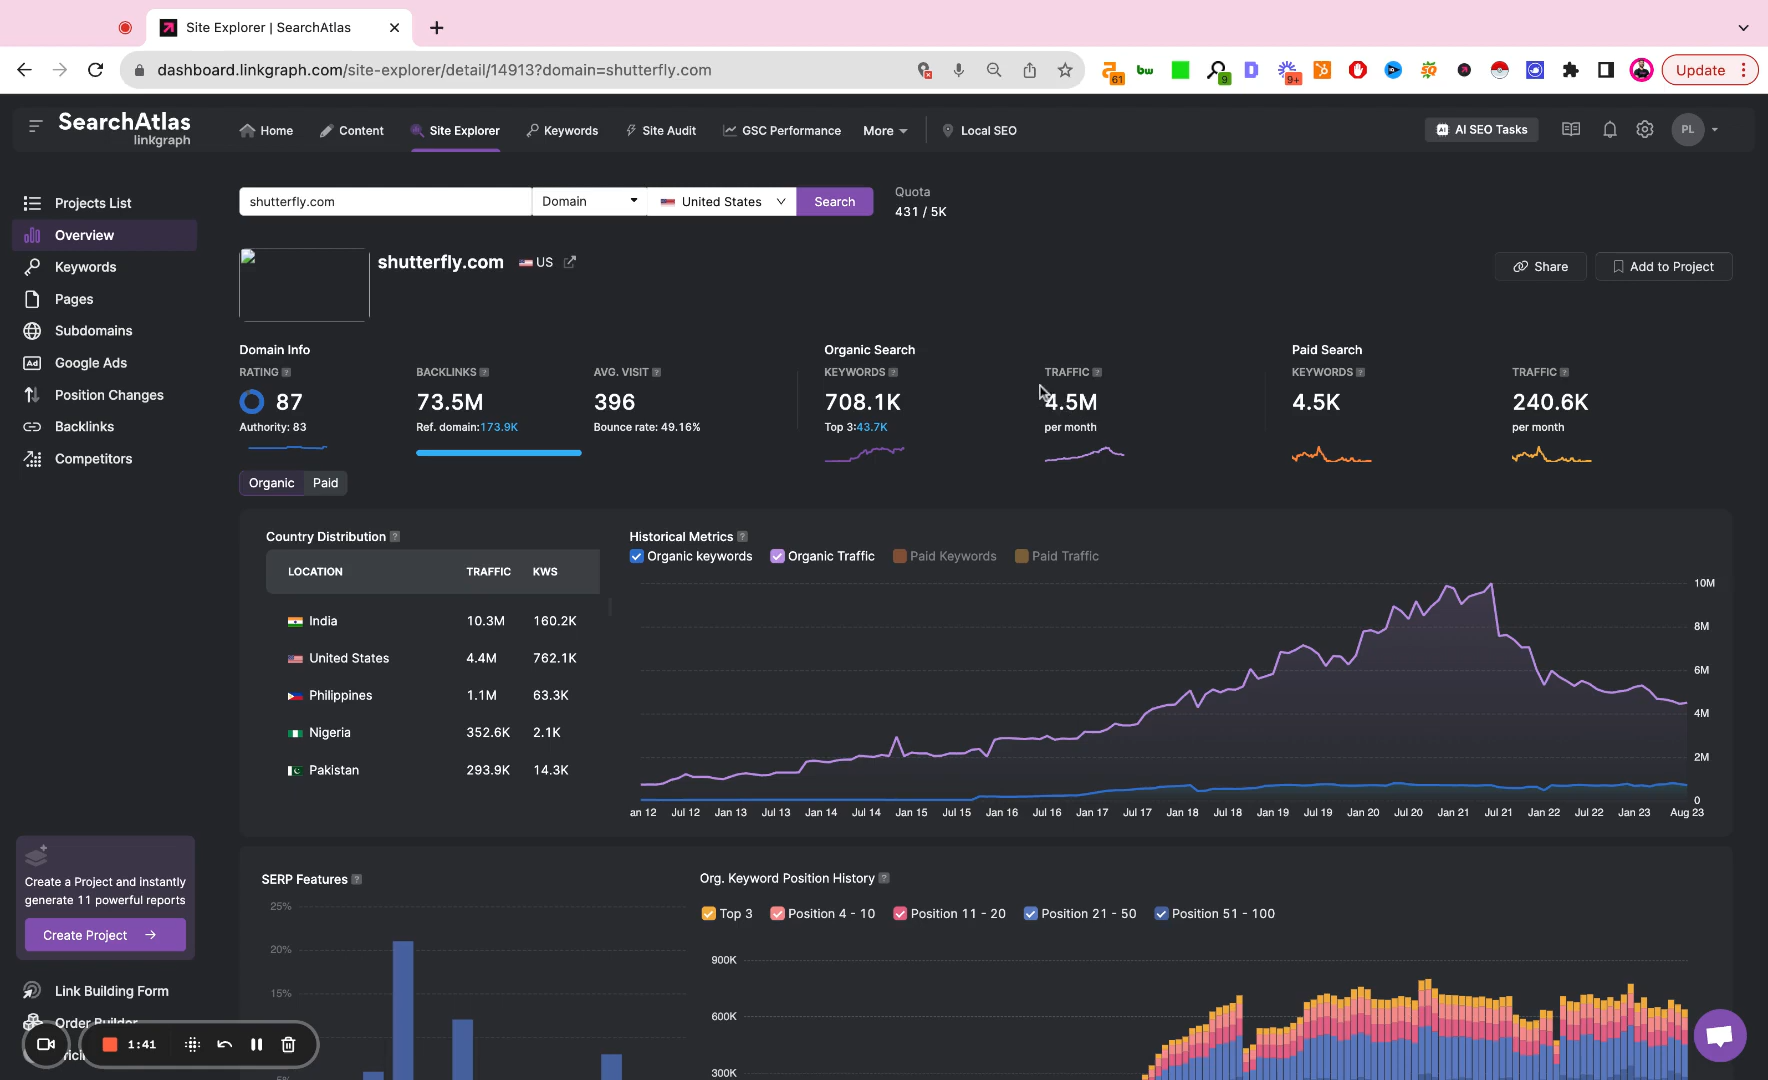 Site Explorer | SearchAtlas
dashboard.linkgraph.com/site-explorer/detail/14913?domain=shutterfly.com
61
bw
9
D
9+
Update
SearchAtlas
linkgraph
Home
Content
Site Explorer
Keywords
Site Audit
GSC Performance
More
Local SEO
AI SEO Tasks
PL
Projects List
Overview
Keywords
Pages
Subdomains
Ad
Google Ads
Position Changes
Backlinks
Competitors
shutterfly.com
Domain
United States
Search
Quota
431 / 5K
shutterfly.com
US
Share
Add to Project
Domain Info
Organic Search
Paid Search
RATING ?
BACKLINKS ?
AVG. VISIT ?
KEYWORDS ?
TRAFFIC ?
KEYWORDS ?
TRAFFIC ?
87
73.5M
396
708.1K
4.5M
4.5K
240.6K
Authority: 83
Ref. domain:173.9K
Bounce rate: 49.16%
Top 3:43.7K
per month
per month
Organic
Paid
Country Distribution ?
LOCATION TRAFFIC KWS
India 10.3M 160.2K
United States 4.4M 762.1K
Philippines 1.1M 63.3K
Nigeria 352.6K 2.1K
Pakistan 293.9K 14.3K
Historical Metrics ?
Organic keywords
Organic Traffic
Paid Keywords
Paid Traffic
10M
8M
6M
4M
2M
0
an 12 Jul 12 Jan 13 Jul 13 Jan 14 Jul 14 Jan 15 Jul 15 Jan 16 Jul 16 Jan 17 Jul 17 Jan 18 Jul 18 Jan 19 Jul 19 Jan 20 Jul 20 Jan 21 Jul 21 Jan 22 Jul 22 Jan 23 Aug 23
Create a Project and instantly
generate 11 powerful reports
Create Project
Link Building Form
Order Builder
1:41
SERP Features ?
25%
20%
15%
5%
Org. Keyword Position History ?
Top 3
Position 4 - 10
Position 11 - 20
Position 21 - 50
Position 51 - 100
900K
600K
300K